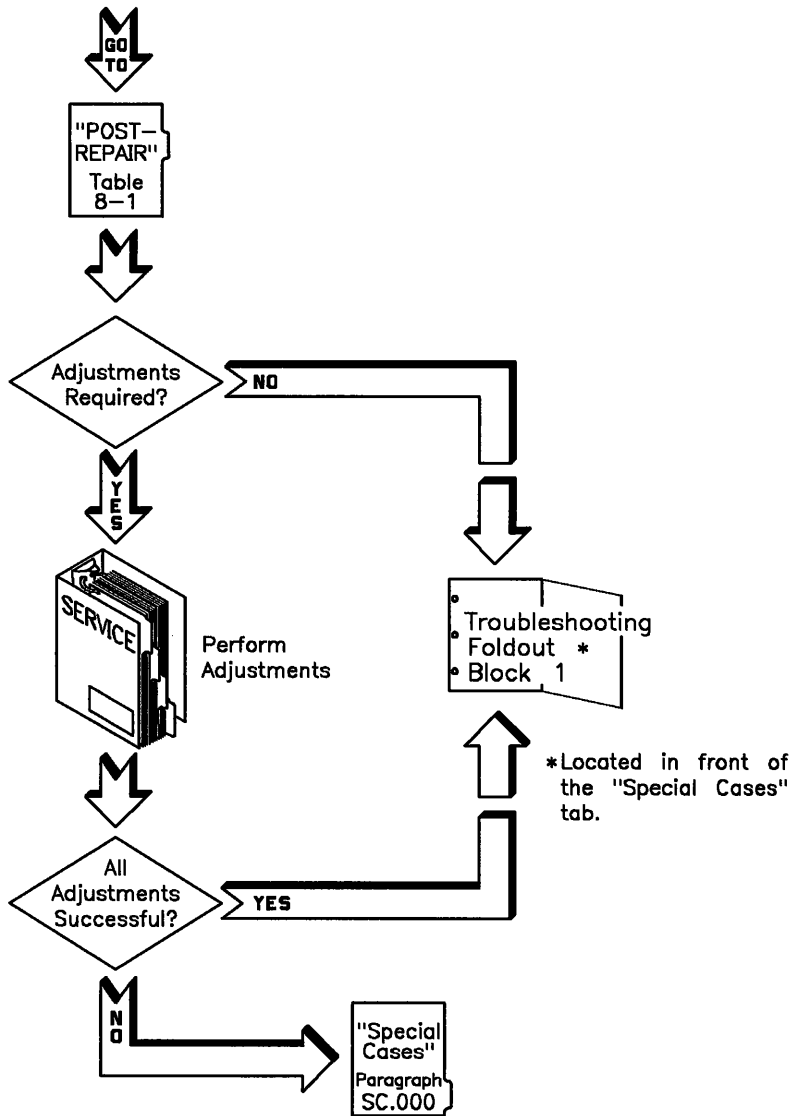 GO
TO
"POST-
REPAIR"
Table
8-1
Adjustments
Required?
NO
YES
SERVICE
Perform
Adjustments
Troubleshooting
Foldout *
Block 1
*Located in front of
the "Special Cases"
tab.
All
Adjustments
Successful?
YES
NO
"Special
Cases"
Paragraph
SC.000